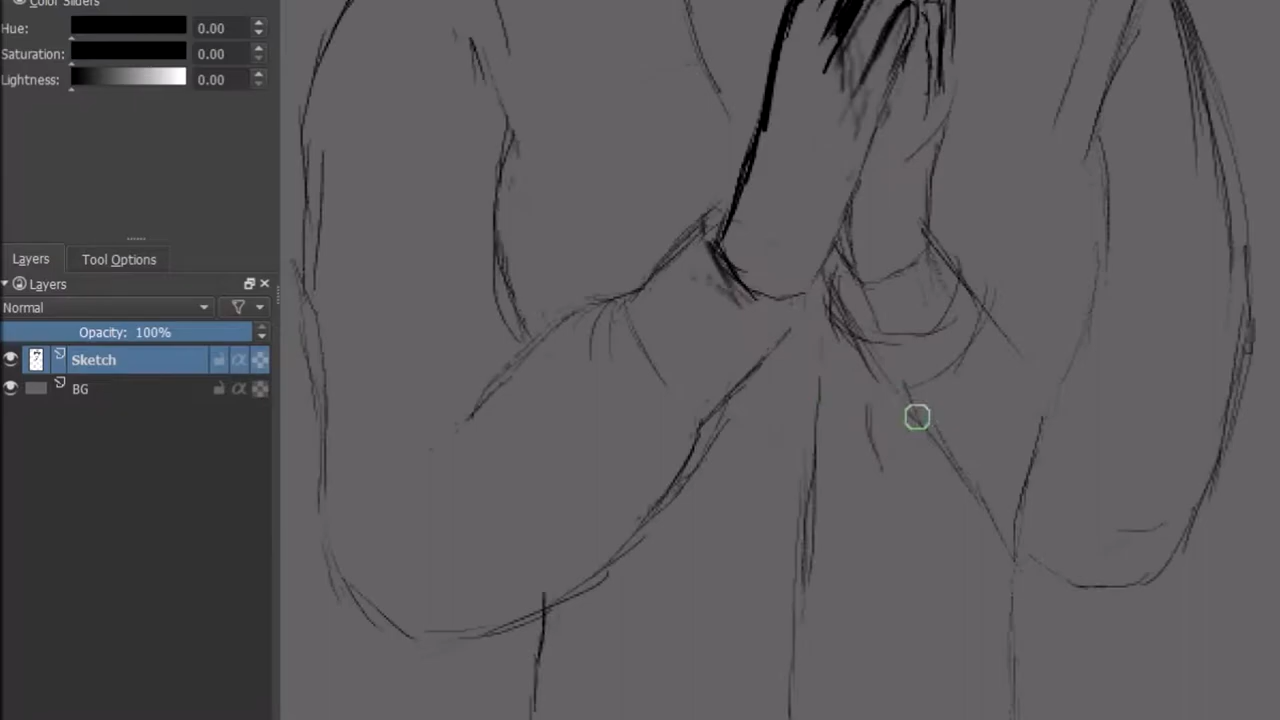 Color Sliders
Hue: 0.00
Saturation: 0.00
Lightness: 0.00
Layers Tool Options
Layers
Normal
Opacity: 100%
Sketch
BG